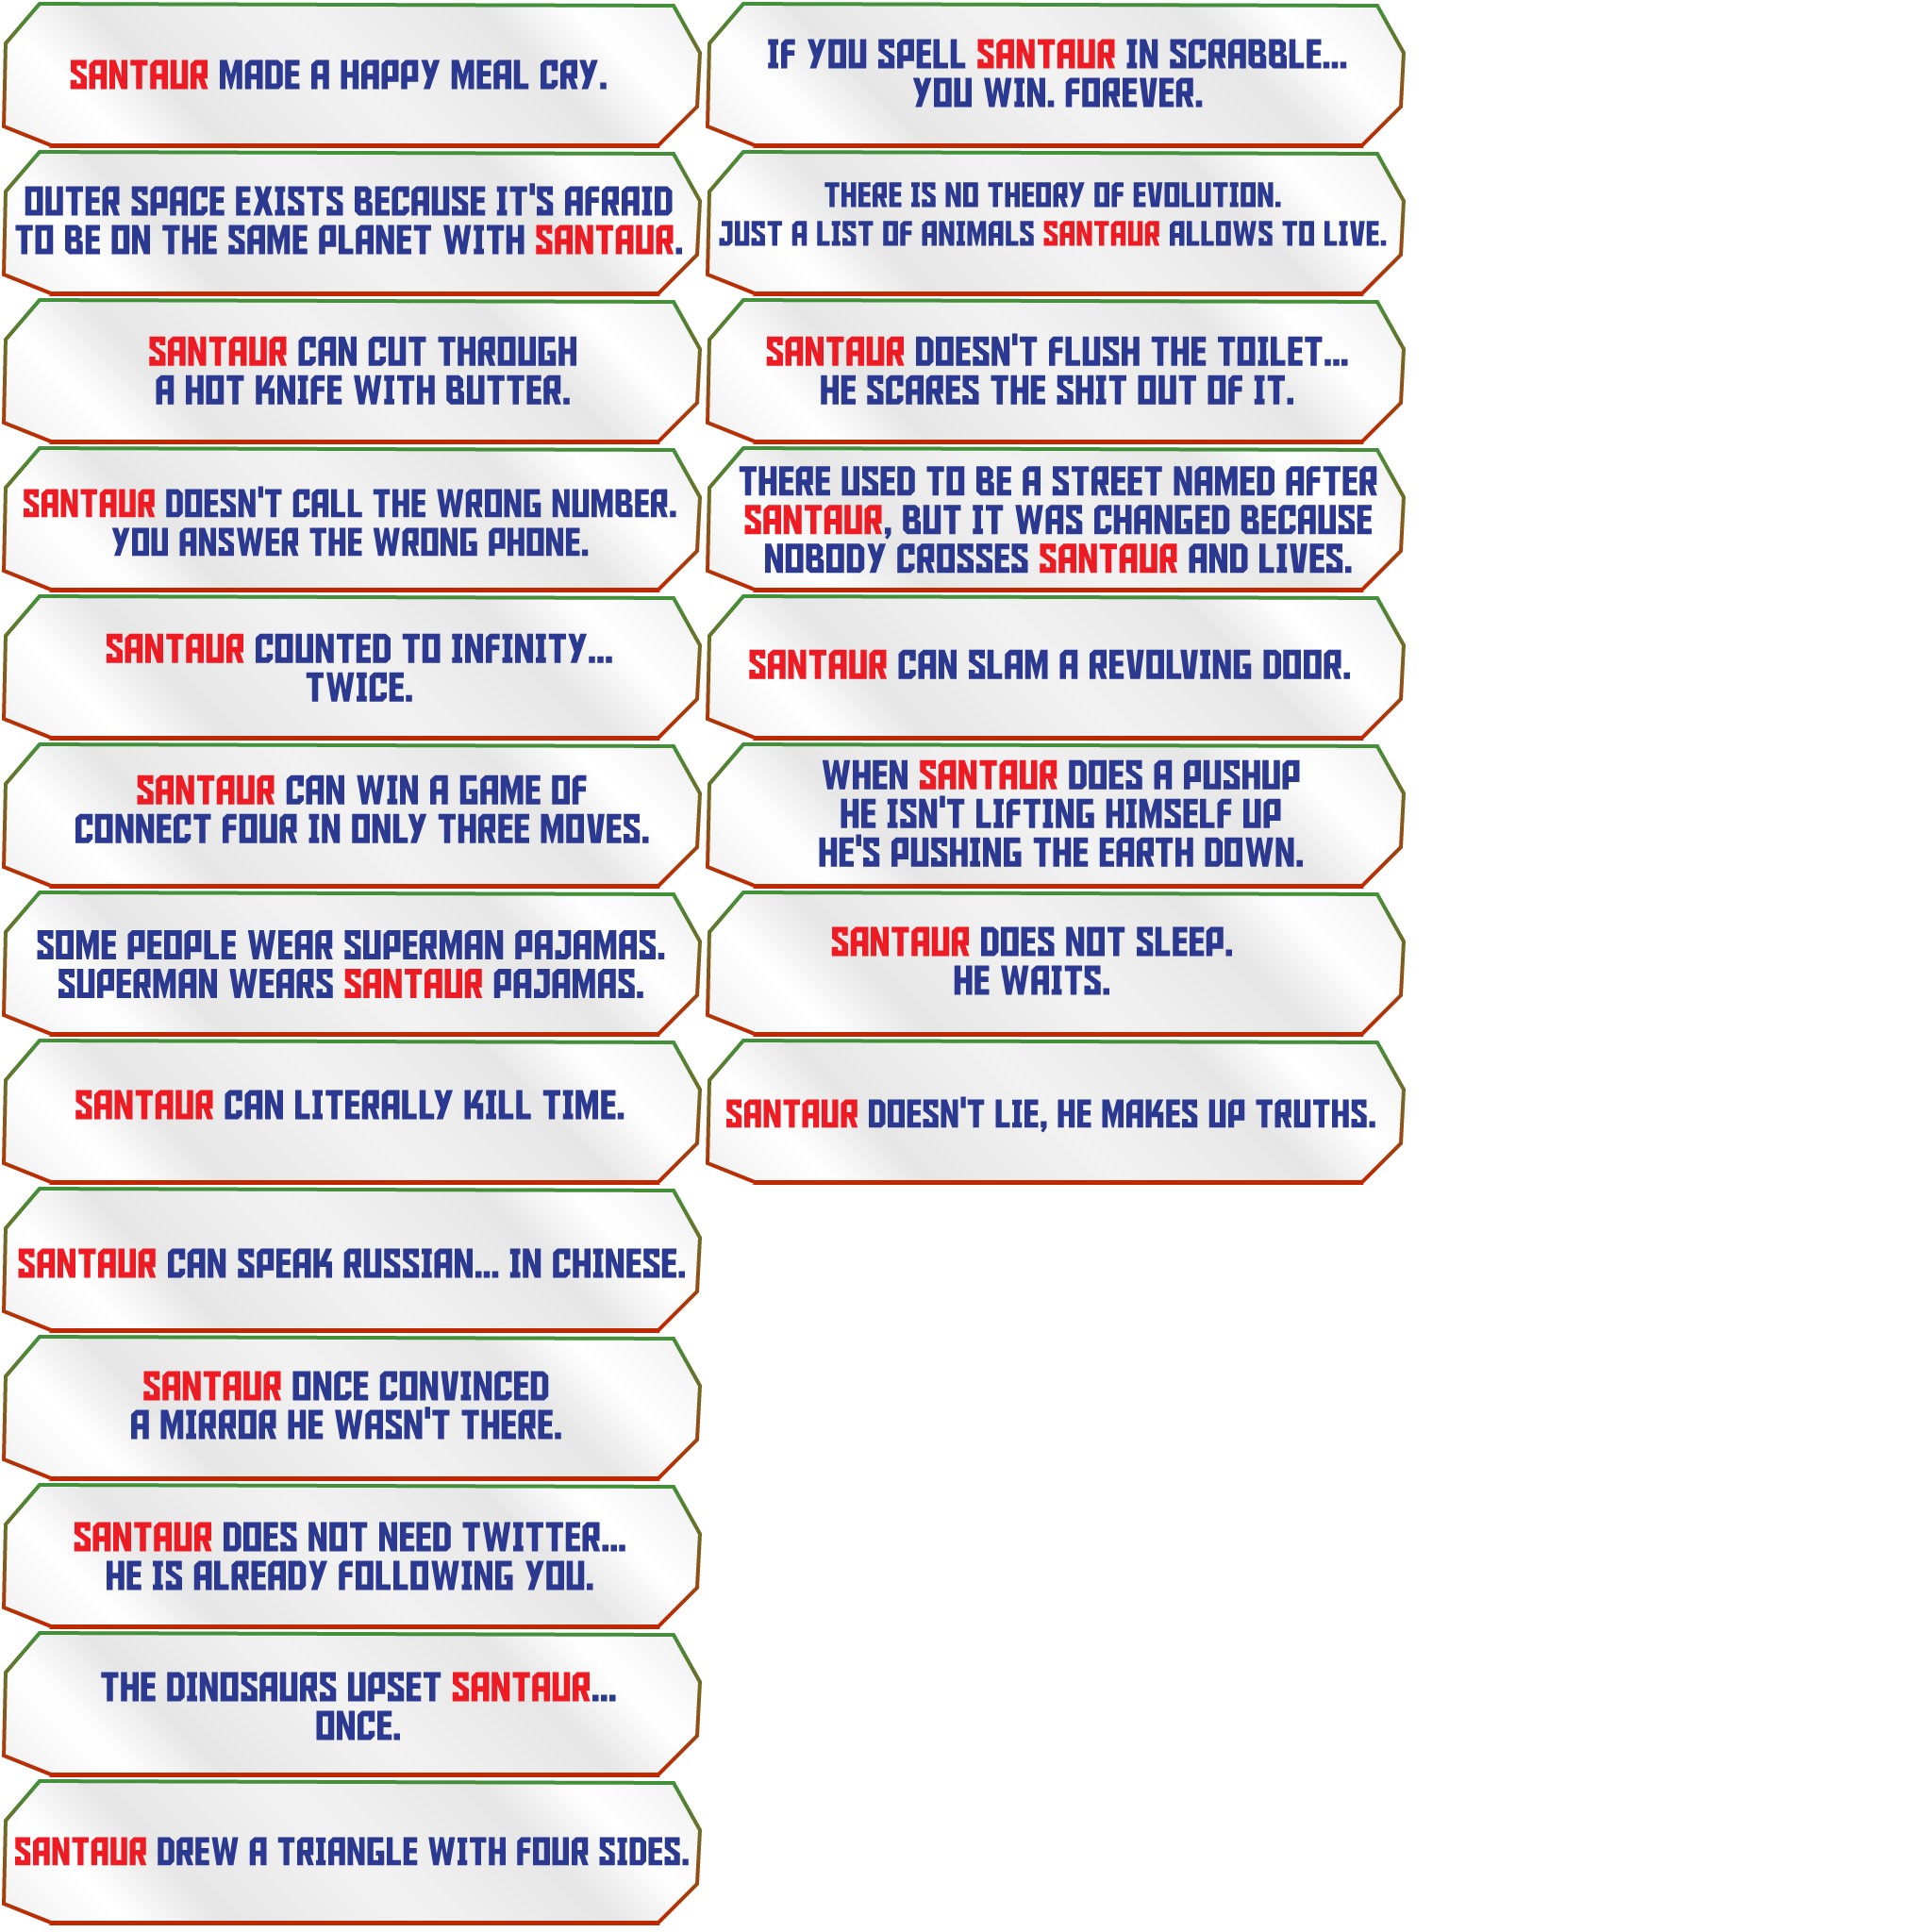 SANTAUR MADE A HAPPY MEAL CRY.
OUTER SPACE EXISTS BECAUSE IT'S AFRAID
TO BE ON THE SAME PLANET WITH SANTAUR.
SANTAUR CAN CUT THROUGH
A HOT KNIFE WITH BUTTER.
SANTAUR DOESN'T CALL THE WRONG NUMBER.
YOU ANSWER THE WRONG PHONE.
SANTAUR COUNTED TO INFINITY...
TWICE.
SANTAUR CAN WIN A GAME OF
CONNECT FOUR IN ONLY THREE MOVES.
SOME PEOPLE WEAR SUPERMAN PAJAMAS.
SUPERMAN WEARS SANTAUR PAJAMAS.
SANTAUR CAN LITERALLY KILL TIME.
SANTAUR CAN SPEAK RUSSIAN... IN CHINESE.
SANTAUR ONCE CONVINCED
A MIRROR HE WASN'T THERE.
SANTAUR DOES NOT NEED TWITTER...
HE IS ALREADY FOLLOWING YOU.
THE DINOSAURS UPSET SANTAUR...
ONCE.
SANTAUR DREW A TRIANGLE WITH FOUR SIDES.
IF YOU SPELL SANTAUR IN SCRABBLE...
YOU WIN. FOREVER.
THERE IS NO THEORY OF EVOLUTION.
JUST A LIST OF ANIMALS SANTAUR ALLOWS TO LIVE.
SANTAUR DOESN'T FLUSH THE TOILET...
HE SCARES THE SHIT OUT OF IT.
THERE USED TO BE A STREET NAMED AFTER
SANTAUR, BUT IT WAS CHANGED BECAUSE
NOBODY CROSSES SANTAUR AND LIVES.
SANTAUR CAN SLAM A REVOLVING DOOR.
WHEN SANTAUR DOES A PUSHUP
HE ISN'T LIFTING HIMSELF UP
HE'S PUSHING THE EARTH DOWN.
SANTAUR DOES NOT SLEEP.
HE WAITS.
SANTAUR DOESN'T LIE, HE MAKES UP TRUTHS.